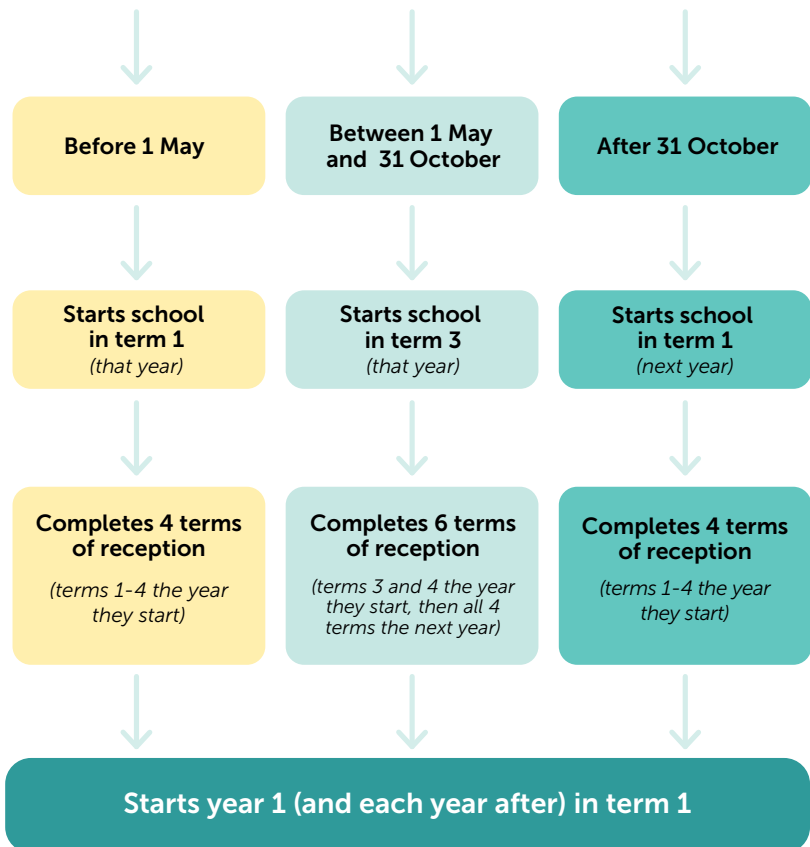 Before 1 May
Between 1 May
and 31 October
After 31 October
Starts school
in term 1
(that year)
Starts school
in term 3
(that year)
Starts school
in term 1
(next year)
Completes 4 terms
of reception
(terms 1-4 the year
they start)
Completes 6 terms
of reception
(terms 3 and 4 the year
they start, then all 4
terms the next year)
Completes 4 terms
of reception
(terms 1-4 the year
they start)
Starts year 1 (and each year after) in term 1